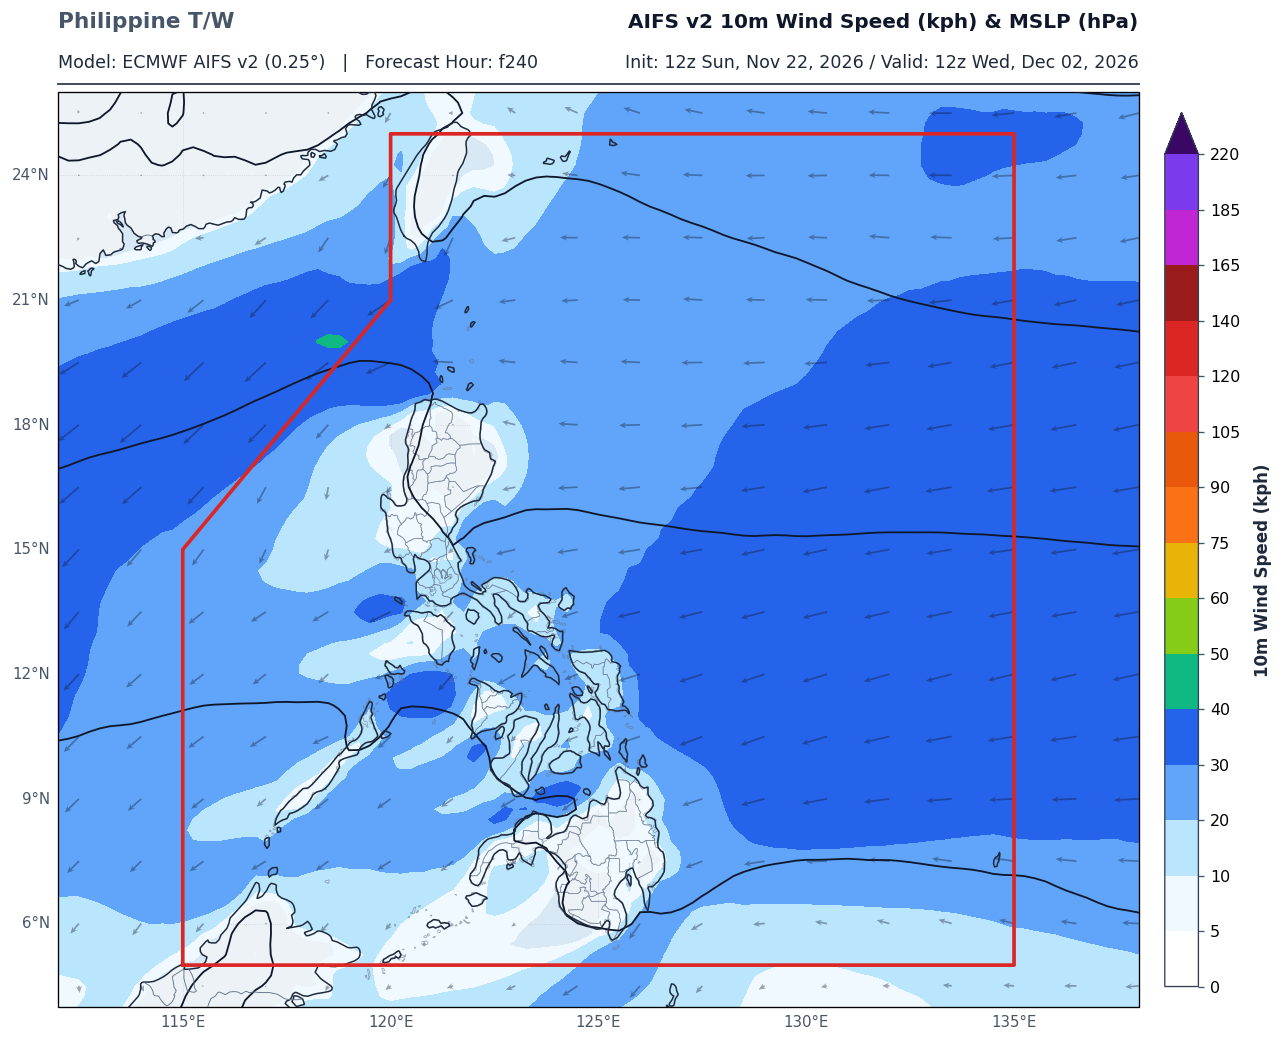 Philippine T/W
AIFS v2 10m Wind Speed (kph) & MSLP (hPa)
Model: ECMWF AIFS v2 (0.25°) | Forecast Hour: f240
Init: 12z Sun, Nov 22, 2026 / Valid: 12z Wed, Dec 02, 2026
24°N
21°N
18°N
15°N
12°N
9°N
6°N
115°E
120°E
125°E
130°E
135°E
220
185
165
140
120
105
90
75
60
50
40
30
20
10
5
0
10m Wind Speed (kph)